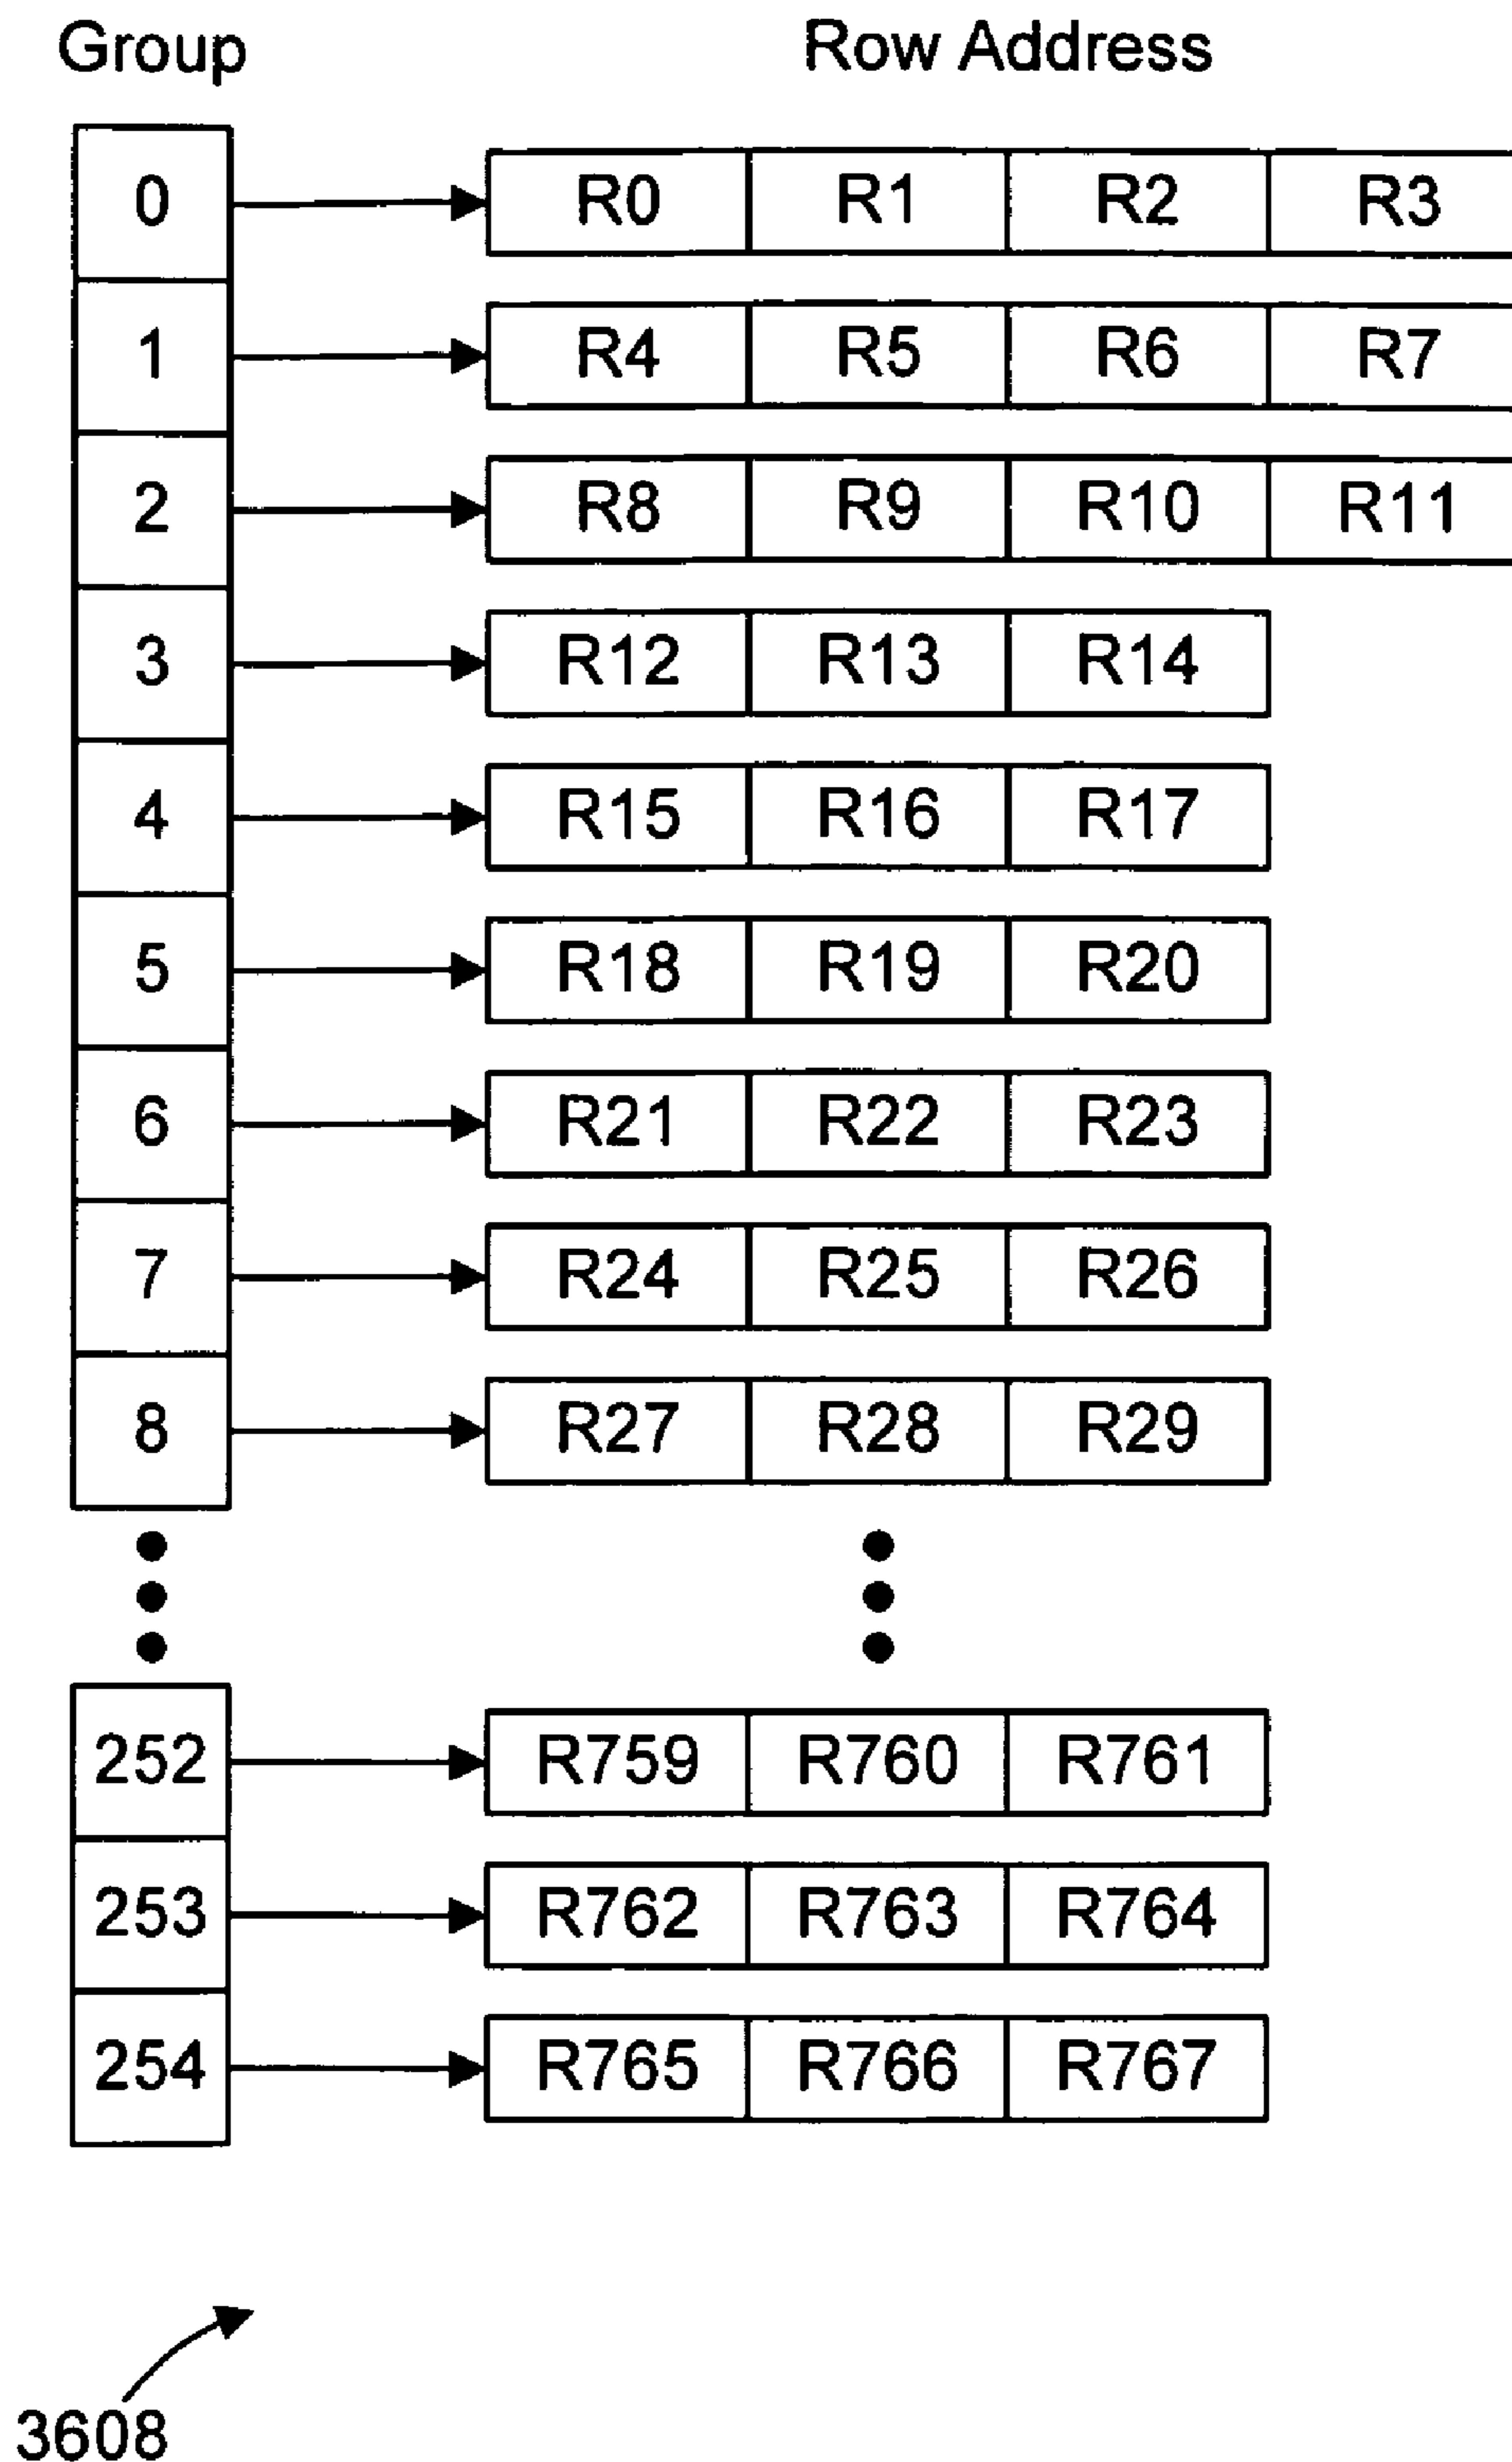 Group Row Address
0 R0 R1 R2 R3
1 R4 R5 R6 R7
2 R8 R9 R10 R11
3 R12 R13 R14
4 R15 R16 R17
5 R18 R19 R20
6 R21 R22 R23
7 R24 R25 R26
8 R27 R28 R29
252 R759 R760 R761
253 R762 R763 R764
254 R765 R766 R767
3608